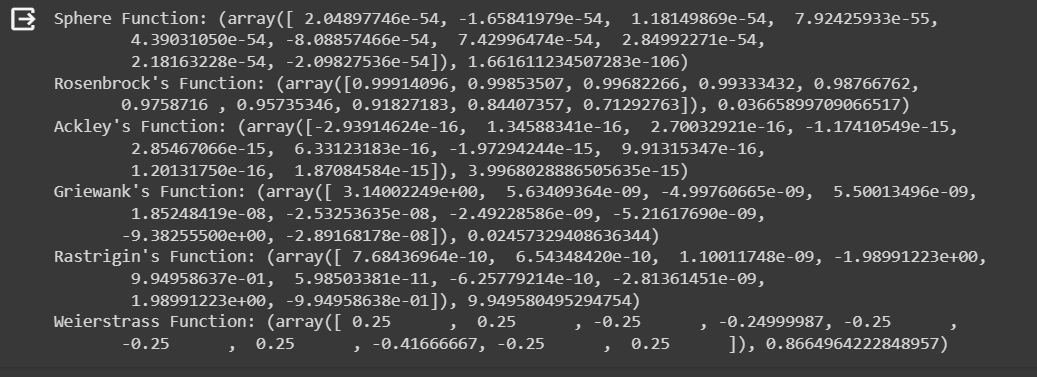 Sphere Function: (array([ 2.04897746e-54, -1.65841979e-54,  1.18149869e-54,  7.92425933e-55,
        4.39031050e-54, -8.08857466e-54,  7.42996474e-54,  2.84992271e-54,
        2.18163228e-54, -2.09827536e-54]), 1.661611234507283e-106)
Rosenbrock's Function: (array([0.99914096, 0.99853507, 0.99682266, 0.99333432, 0.98766762,
       0.9758716 , 0.95735346, 0.91827183, 0.84407357, 0.71292763]), 0.03665899709066517)
Ackley's Function: (array([-2.93914624e-16,  1.34588341e-16,  2.70032921e-16, -1.17410549e-15,
        2.85467066e-15,  6.33123183e-16, -1.97294244e-15,  9.91315347e-16,
        1.20131750e-16,  1.87084584e-15]), 3.9968028886505635e-15)
Griewank's Function: (array([ 3.14002249e+00,  5.63409364e-09, -4.99760665e-09,  5.50013496e-09,
        1.85248419e-08, -2.53253635e-08, -2.49228586e-09, -5.21617690e-09,
       -9.38255500e+00, -2.89168178e-08]), 0.02457329408636344)
Rastrigin's Function: (array([ 7.68436964e-10,  6.54348420e-10,  1.10011748e-09, -1.98991223e+00,
        9.94958637e-01,  5.98503381e-11, -6.25779214e-10, -2.81361451e-09,
        1.98991223e+00, -9.94958638e-01]), 9.949580495294754)
Weierstrass Function: (array([ 0.25      ,  0.25      , -0.25      , -0.24999987, -0.25      ,
       -0.25      ,  0.25      , -0.41666667, -0.25      ,  0.25      ]), 0.8664964222848957)